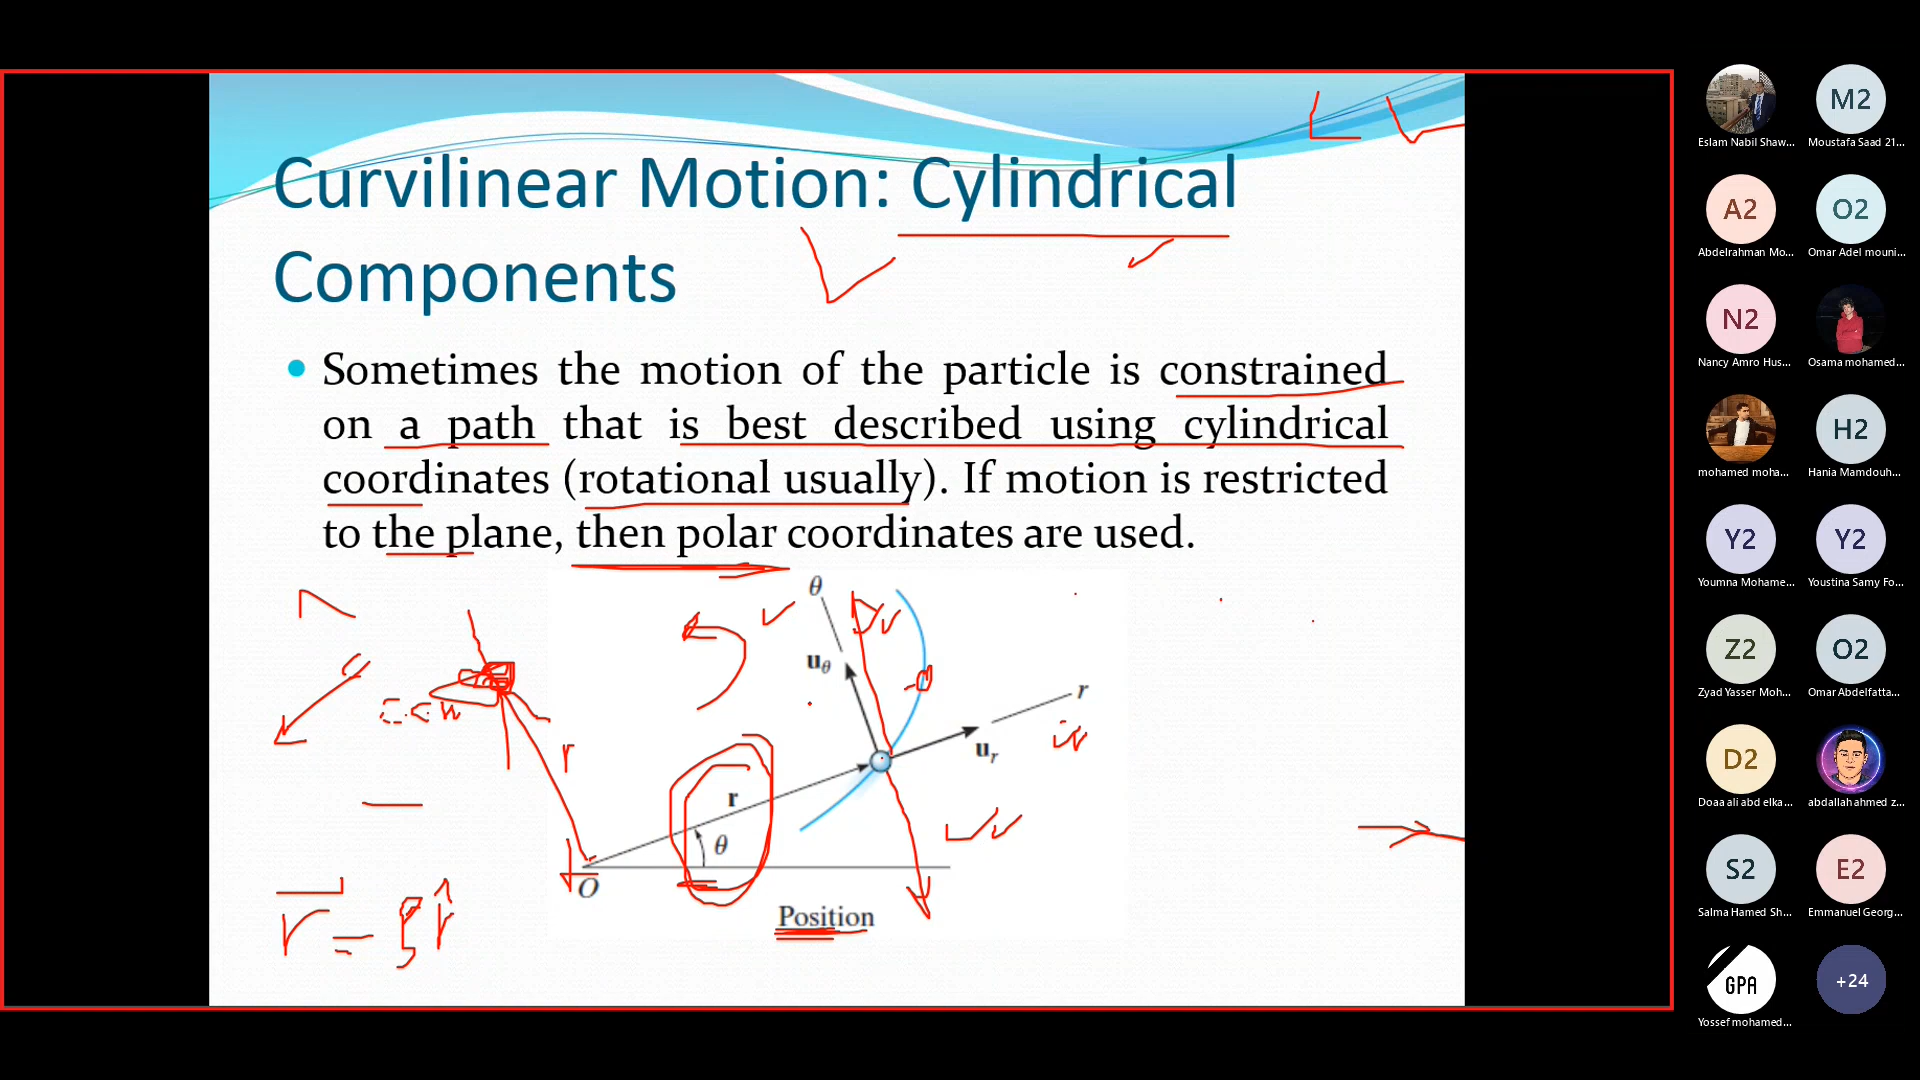 Curvilinear Motion: Cylindrical
Components
Sometimes the motion of the particle is constrained
on a path that is best described using cylindrical
coordinates (rotational usually). If motion is restricted
to the plane, then polar coordinates are used.
θ
u_θ
r
u_r
r
r
θ
O
Position
Eslam Nabil Shaw...
M2
Moustafa Saad 21...
A2
Abdelrahman Mo...
O2
Omar Adel mouni...
N2
Nancy Amro Hus...
Osama mohamed...
mohamed moha...
H2
Hania Mamdouh...
Y2
Youmna Mohame...
Y2
Youstina Samy Fo...
Z2
Zyad Yasser Moh...
O2
Omar Abdelfatta...
D2
Doaa ali abd elka...
abdallah ahmed z...
S2
Salma Hamed Sh...
E2
Emmanuel Georg...
GPA
Yossef mohamed...
+24